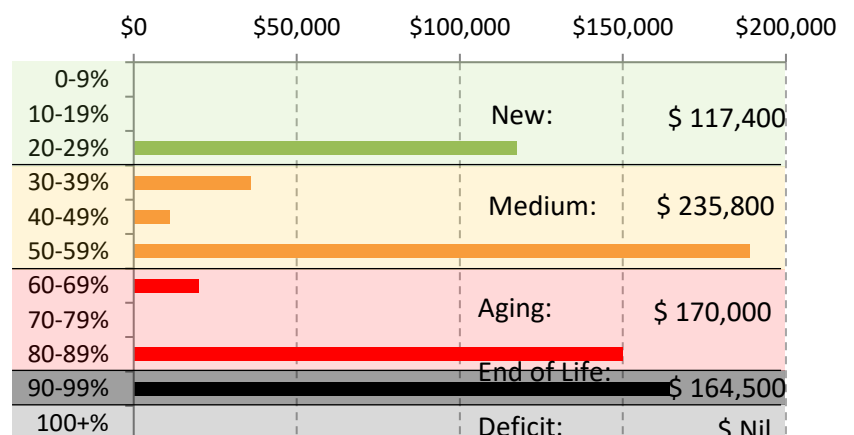 $0 $50,000 $100,000 $150,000 $200,000
0-9%
10-19% New: $ 117,400
20-29%
30-39%
40-49% Medium: $ 235,800
50-59%
60-69%
70-79% Aging: $ 170,000
80-89%
End of Life:
90-99% $ 164,500
100+% Deficit: $ Nil